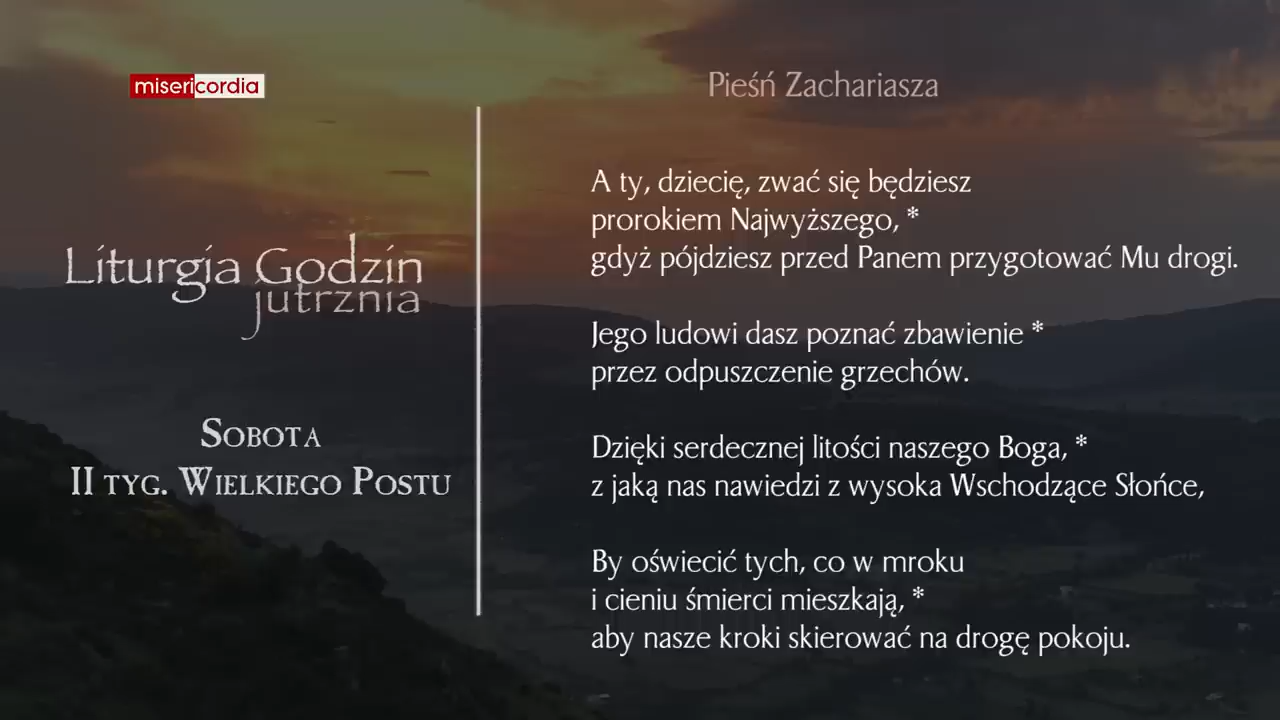 misericordia
Liturgia Godzin
jutrznia
Sobota
II tyg. Wielkiego Postu
Pieśń Zachariasza
A ty, dziecię, zwać się będziesz
prorokiem Najwyższego, *
gdyż pójdziesz przed Panem przygotować Mu drogi.
Jego ludowi dasz poznać zbawienie *
przez odpuszczenie grzechów.
Dzięki serdecznej litości naszego Boga, *
z jaką nas nawiedzi z wysoka Wschodzące Słońce,
By oświecić tych, co w mroku
i cieniu śmierci mieszkają, *
aby nasze kroki skierować na drogę pokoju.